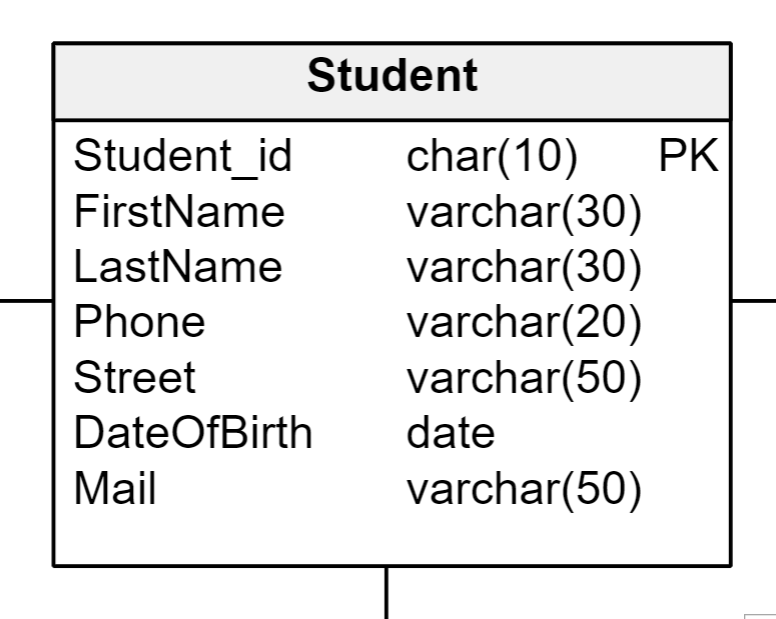 Student
Student_id char(10) PK
FirstName varchar(30)
LastName varchar(30)
Phone varchar(20)
Street varchar(50)
DateOfBirth date
Mail varchar(50)